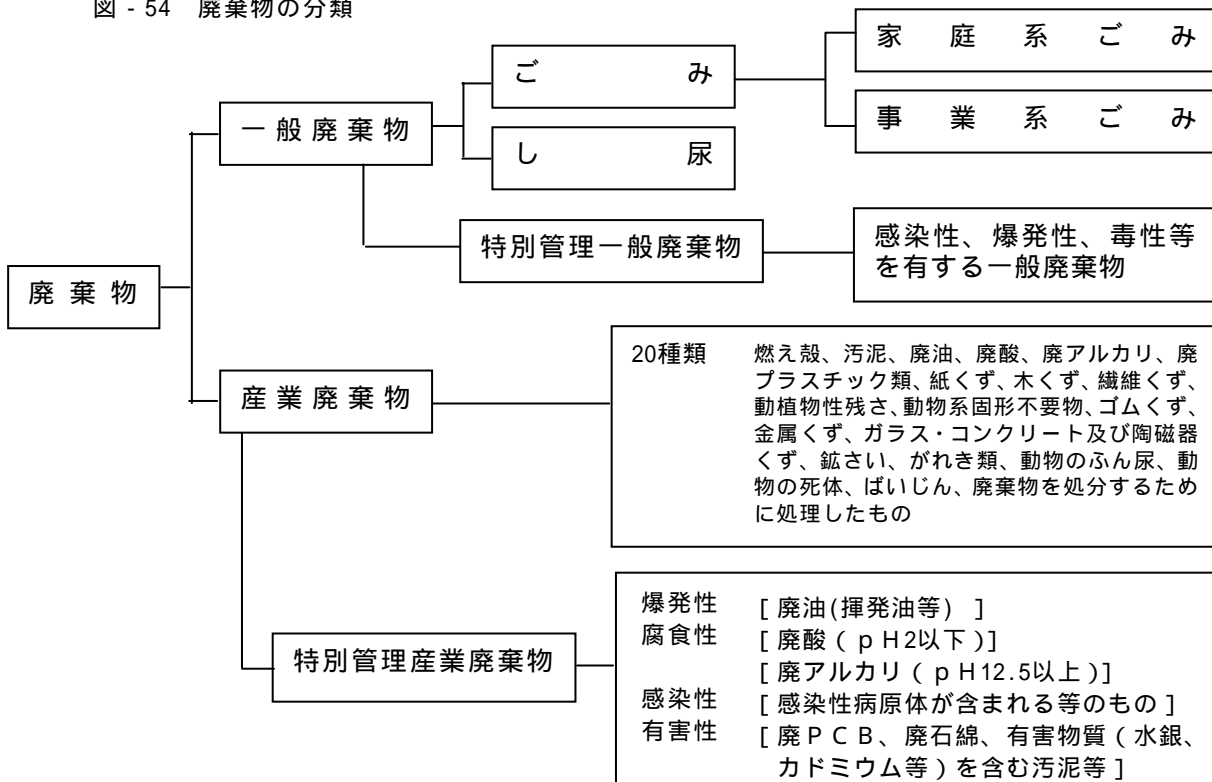 図 - 54 廃棄物の分類
家庭系ごみ
ごみ
事業系ごみ
一般廃棄物
し尿
特別管理一般廃棄物
感染性、爆発性、毒性等
を有する一般廃棄物
廃棄物
20種類 燃え殻、汚泥、廃油、廃酸、廃アルカリ、廃
プラスチック類、紙くず、木くず、繊維くず、
動植物性残さ、動物系固形不要物、ゴムくず、
金属くず、ガラス・コンクリート及び陶磁器
くず、鉱さい、がれき類、動物のふん尿、動
物の死体、ばいじん、廃棄物を処分するため
に処理したもの
産業廃棄物
特別管理産業廃棄物
爆発性 [ 廃油(揮発油等) ]
腐食性 [ 廃酸 ( pH2以下 )]
[ 廃アルカリ ( pH12.5以上 )]
感染性 [ 感染性病原体が含まれる等のもの ]
有害性 [ 廃PCB、廃石綿、有害物質 ( 水銀、
カドミウム等 ) を含む汚泥等 ]